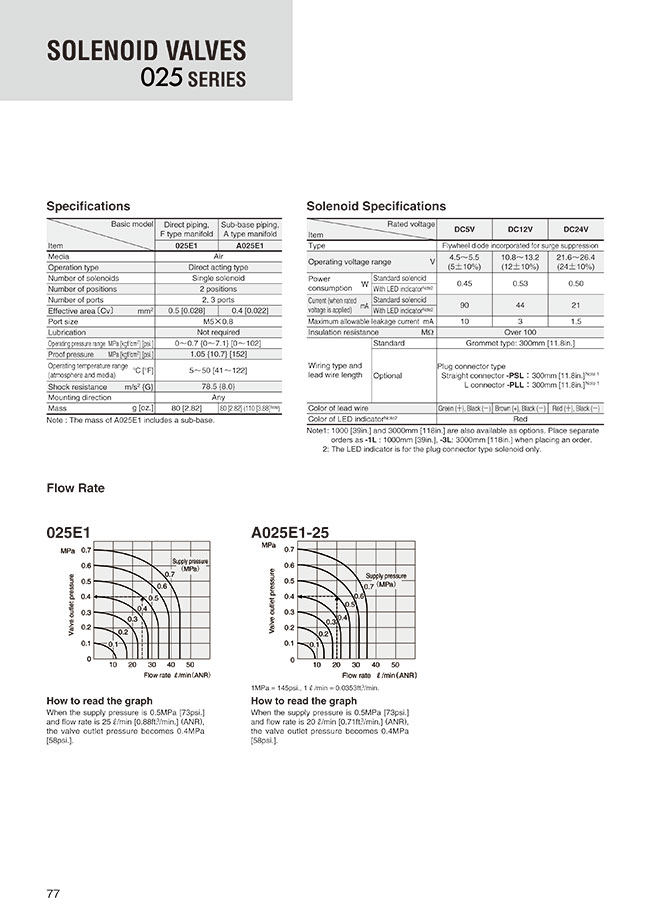 SOLENOID VALVES
025 SERIES
Specifications
Basic model Direct piping, F type manifold Sub-base piping, A type manifold
Item 025E1 A025E1
Media Air
Operation type Direct acting type
Number of solenoids Single solenoid
Number of positions 2 positions
Number of ports 2, 3 ports
Effective area〔Cv〕 mm² 0.5 [0.028] 0.4 [0.022]
Port size M5×0.8
Lubrication Not required
Operating pressure range MPa {kgf/cm²} [psi.] 0〜0.7 {0〜7.1} [0〜102]
Proof pressure MPa {kgf/cm²} [psi.] 1.05 {10.7} [152]
Operating temperature range (atmosphere and media) °C [°F] 5〜50 [41〜122]
Shock resistance m/s² {G} 78.5 {8.0}
Mounting direction Any
Mass g [oz.] 80 [2.82] 80 [2.82] (110 [3.88]Note)
Note : The mass of A025E1 includes a sub-base.
Solenoid Specifications
Rated voltage
Item DC5V DC12V DC24V
Type Flywheel diode incorporated for surge suppression
Operating voltage range V 4.5〜5.5 (5±10%) 10.8〜13.2 (12±10%) 21.6〜26.4 (24±10%)
Power consumption W Standard solenoid With LED indicatorNote2 0.45 0.53 0.50
Current (when rated voltage is applied) mA Standard solenoid With LED indicatorNote2 90 44 21
Maximum allowable leakage current mA 10 3 1.5
Insulation resistance MΩ Over 100
Wiring type and lead wire length Standard Grommet type: 300mm [11.8in.]
Optional Plug connector type
Straight connector -PSL : 300mm [11.8in.]Note 1
L connector -PLL : 300mm [11.8in.]Note 1
Color of lead wire Green (+), Black (−) Brown (+), Black (−) Red (+), Black (−)
Color of LED indicatorNote2 Red
Note1: 1000 [39in.] and 3000mm [118in.] are also available as options. Place separate
orders as -1L : 1000mm [39in.], -3L: 3000mm [118in.] when placing an order.
2: The LED indicator is for the plug connector type solenoid only.
Flow Rate
025E1
MPa 0.7
0.6
0.5
0.4
0.3
0.2
0.1
0
Valve outlet pressure
Supply pressure
(MPa)
0.7
0.6
0.5
0.4
0.3
0.2
0.1
10 20 30 40 50
Flow rate ℓ/min (ANR)
How to read the graph
When the supply pressure is 0.5MPa [73psi.]
and flow rate is 25 ℓ/min [0.88ft³/min.] (ANR),
the valve outlet pressure becomes 0.4MPa
[58psi.].
A025E1-25
MPa
0.7
0.6
0.5
0.4
0.3
0.2
0.1
0
Valve outlet pressure
Supply pressure
0.7 (MPa)
0.6
0.5
0.4
0.3
0.2
0.1
10 20 30 40 50
Flow rate ℓ/min (ANR)
1MPa = 145psi., 1 ℓ /min = 0.0353ft³/min.
How to read the graph
When the supply pressure is 0.5MPa [73psi.]
and flow rate is 20 ℓ/min [0.71ft³/min.] (ANR),
the valve outlet pressure becomes 0.4MPa
[58psi.].
77